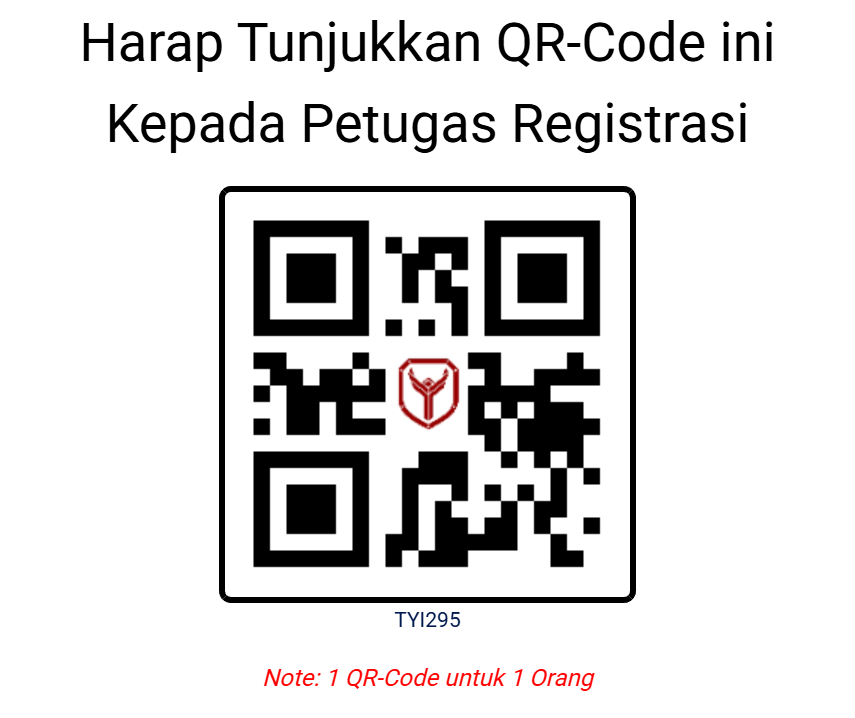 Harap Tunjukkan QR-Code ini
Kepada Petugas Registrasi
TYI295
Note: 1 QR-Code untuk 1 Orang